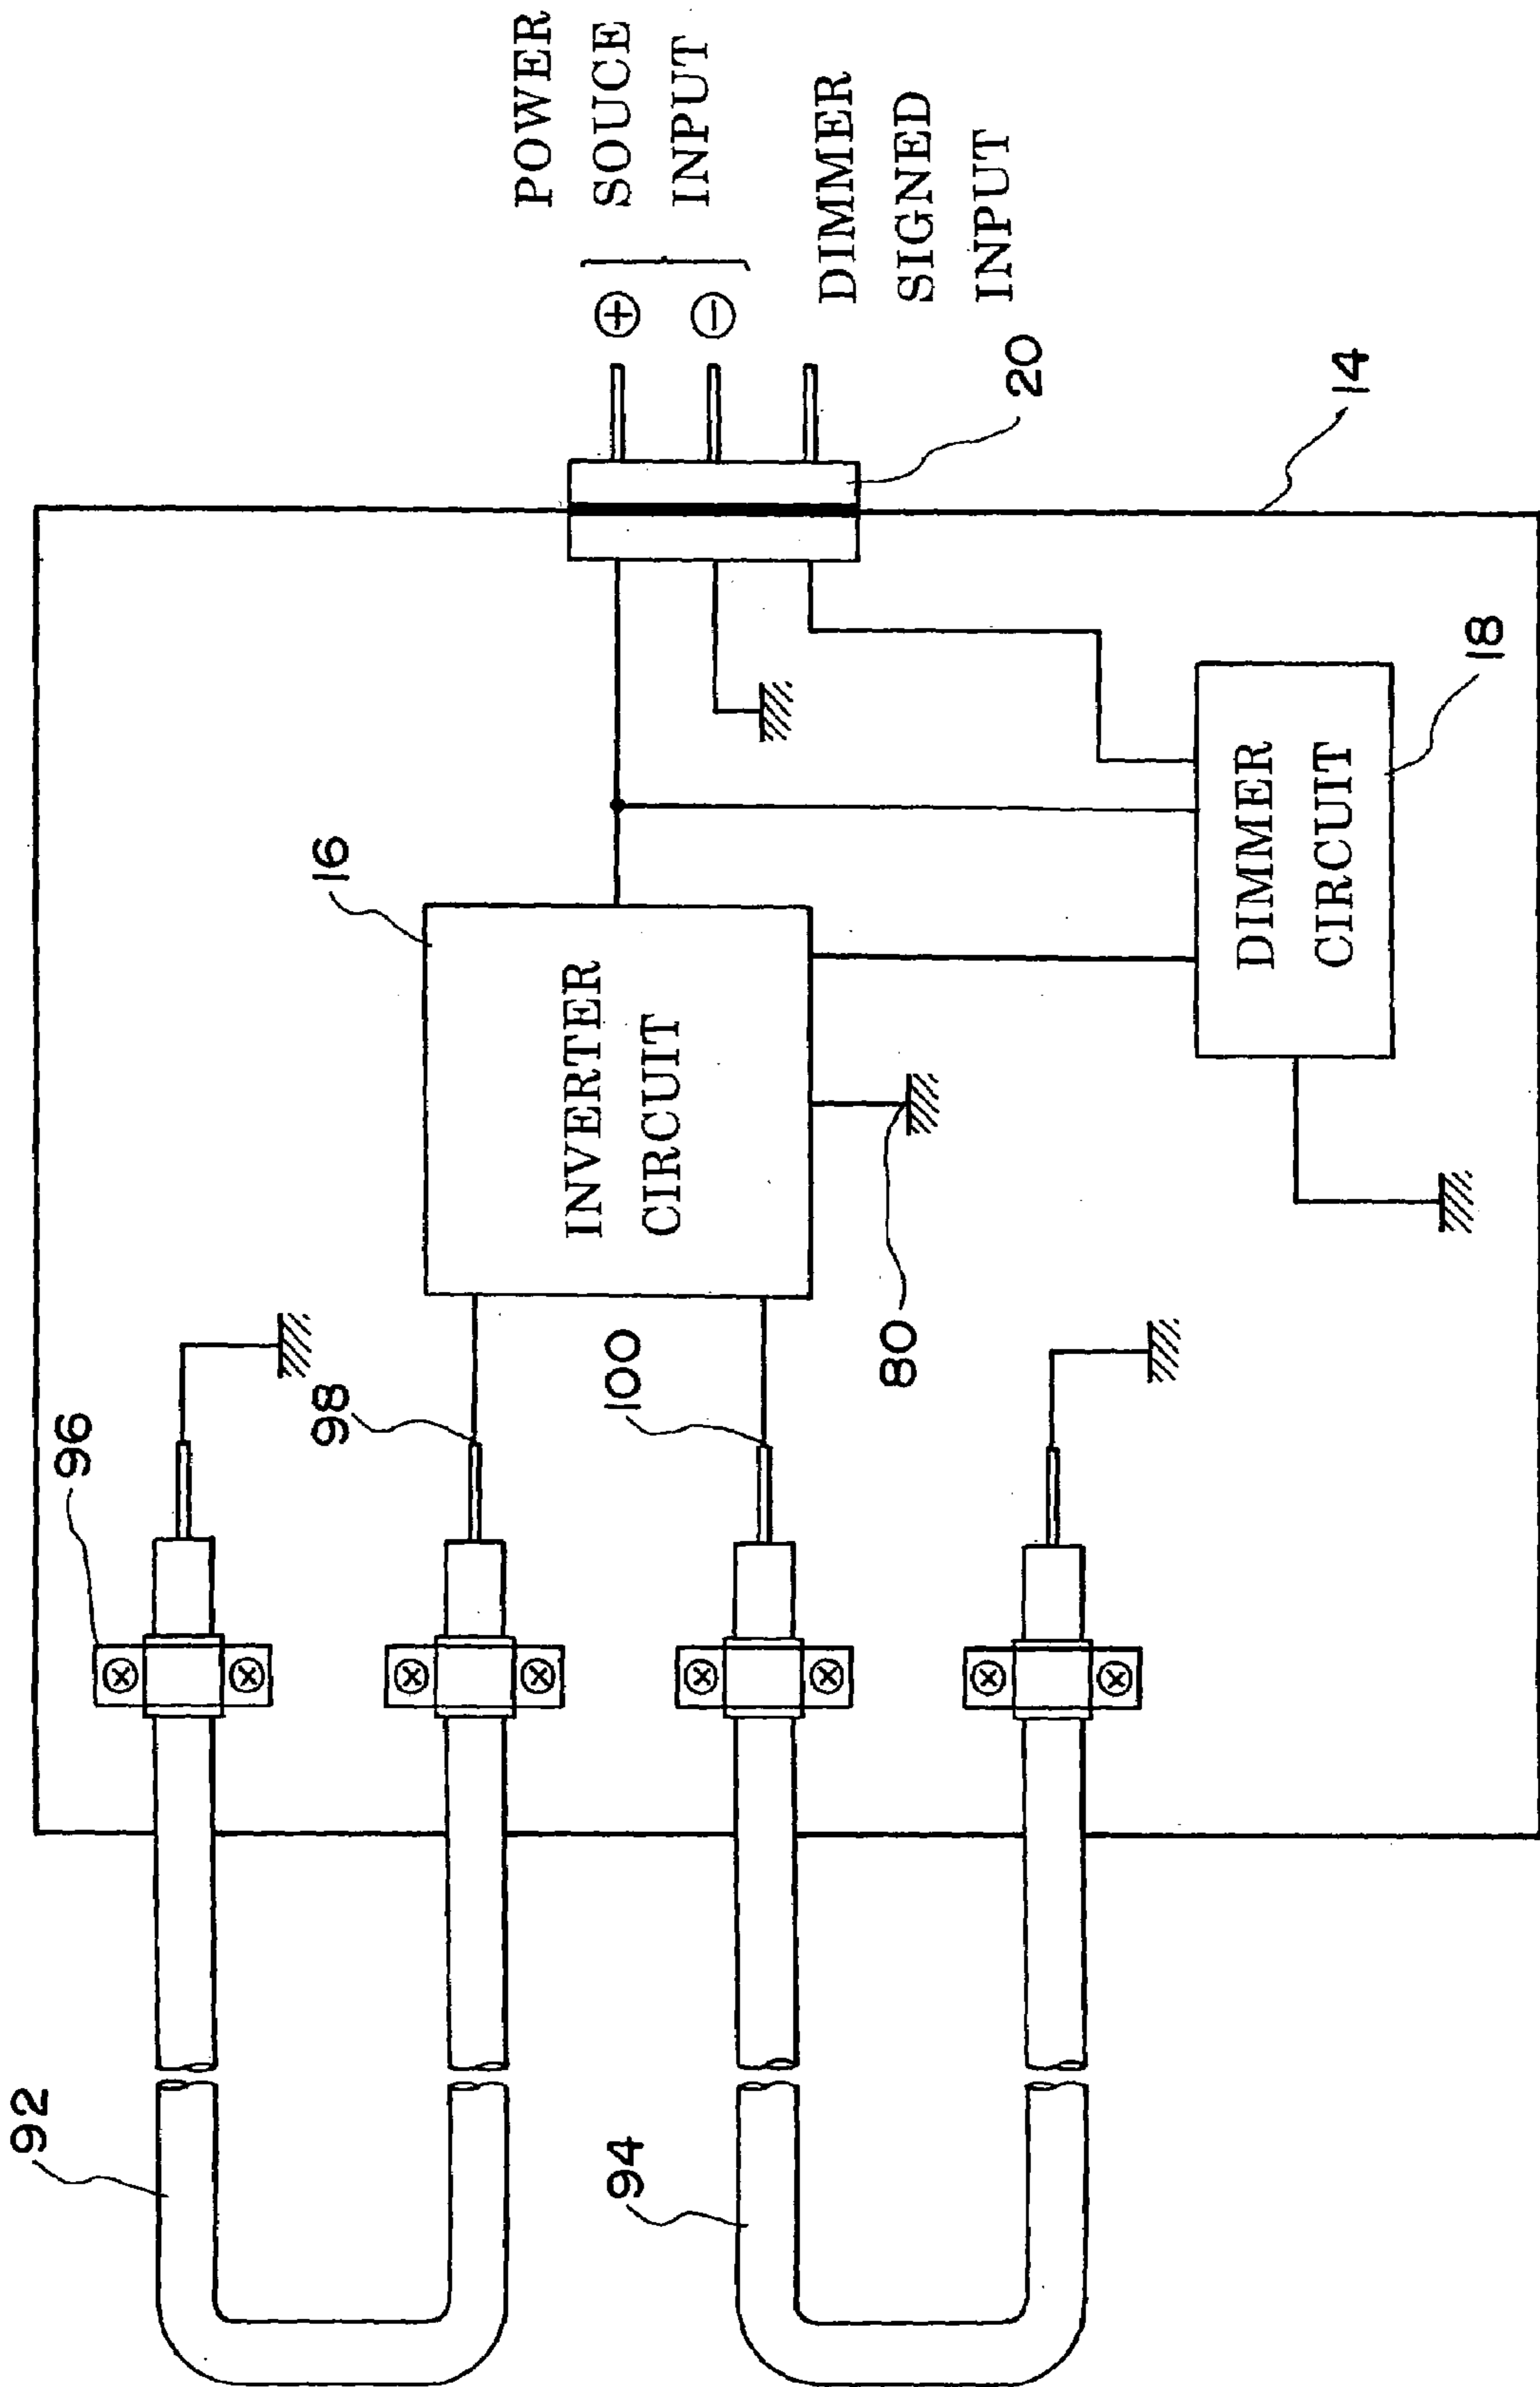 POWER
SOUCE
INPUT
⊕
⊖
DIMMER
SIGNED
INPUT
20
14
16
INVERTER
CIRCUIT
DIMMER
CIRCUIT
18
80
96
98
100
92
94